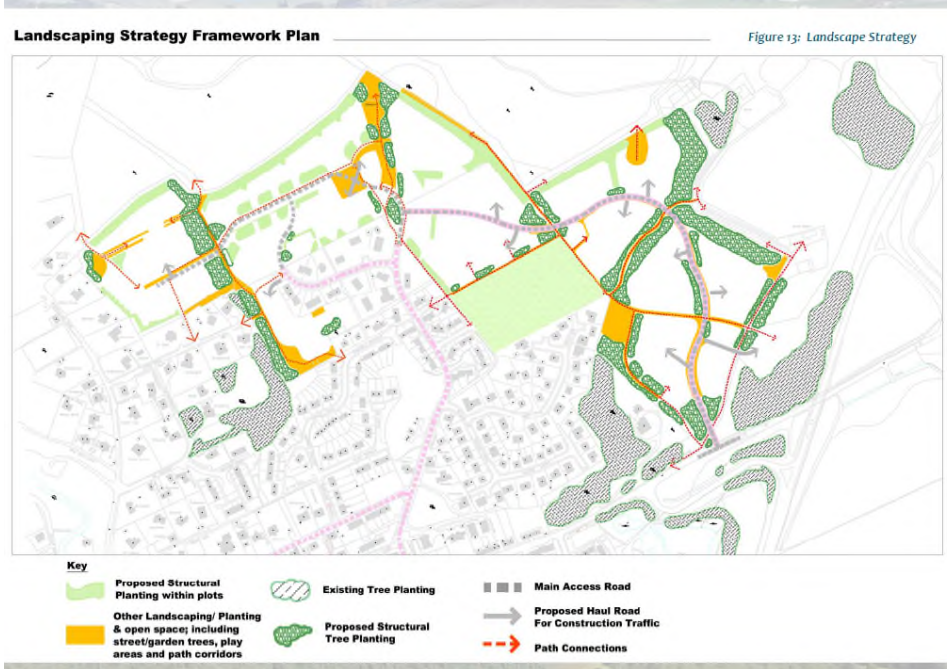 Landscaping Strategy Framework Plan
Figure 13: Landscape Strategy
Key
Proposed Structural
Planting within plots
Other Landscaping/ Planting
& open space; including
street/garden trees, play
areas and path corridors
Existing Tree Planting
Proposed Structural
Tree Planting
Main Access Road
Proposed Haul Road
For Construction Traffic
Path Connections